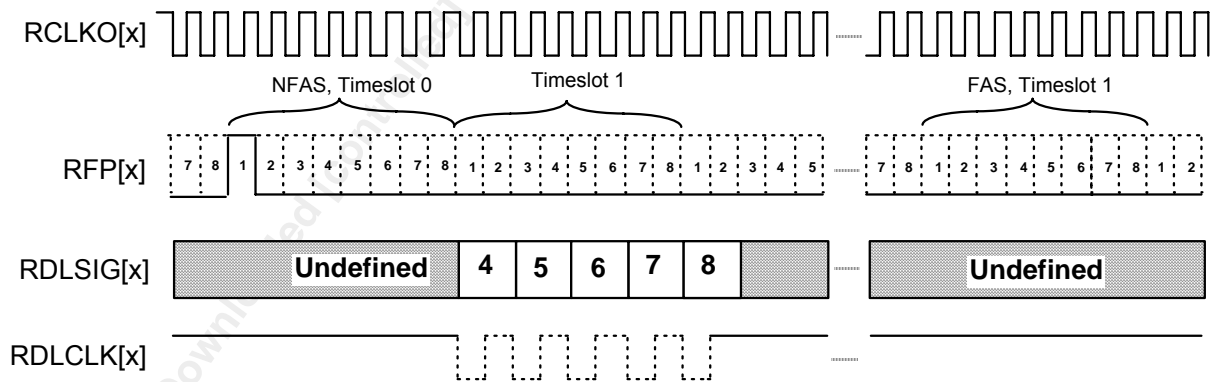 RCLKO[x]
NFAS, Timeslot 0 Timeslot 1 FAS, Timeslot 1
RFP[x] 7 8 1 2 3 4 5 6 7 8 1 2 3 4 5 6 7 8 1 2 3 4 5 7 8 1 2 3 4 5 6 7 8 1 2
RDLSIG[x] Undefined 4 5 6 7 8 Undefined
RDLCLK[x]